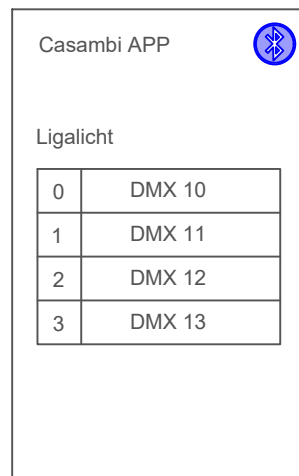 Casambi APP
Ligalicht
0 DMX 10
1 DMX 11
2 DMX 12
3 DMX 13